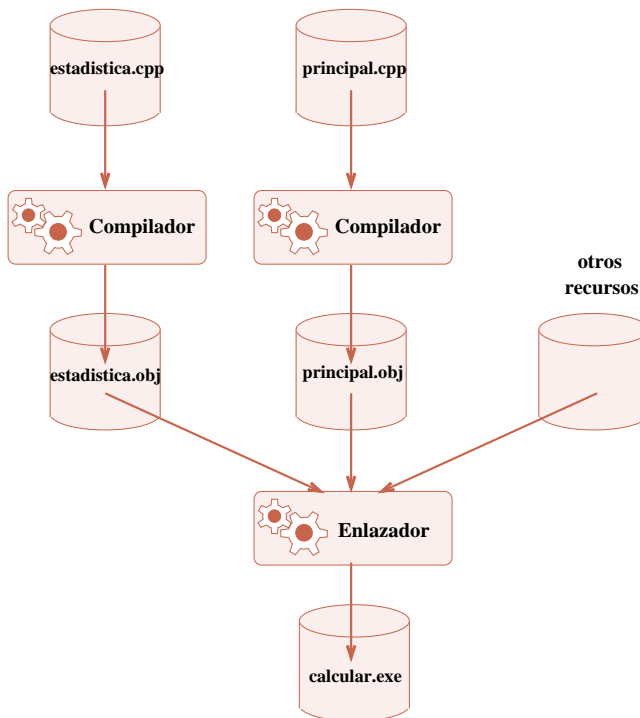 estadistica.cpp
principal.cpp
Compilador
Compilador
otros
recursos
estadistica.obj
principal.obj
Enlazador
calcular.exe